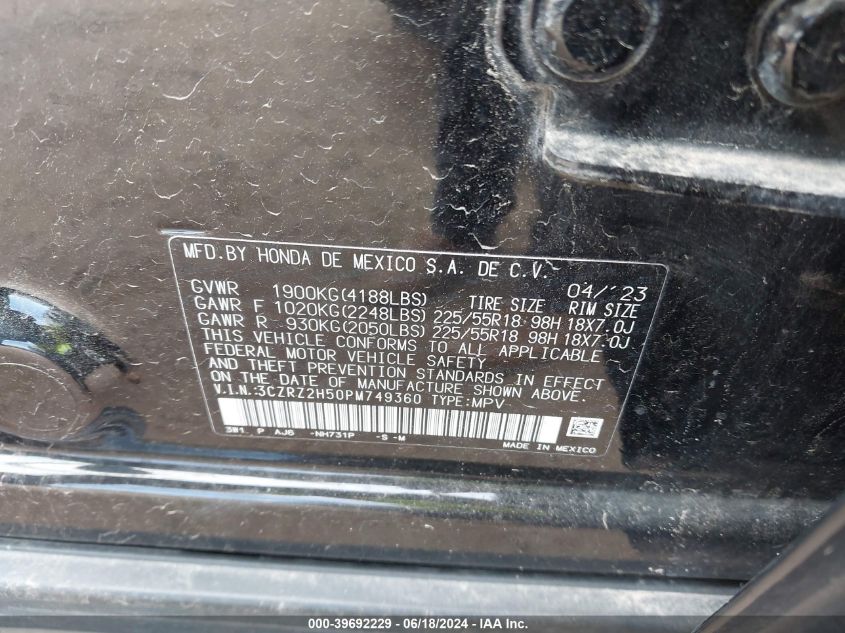 MFD.BY HONDA DE MEXICO S.A. DE C.V. 04/'23
GVWR 1900KG(4188LBS) TIRE SIZE RIM SIZE
GAWR F 1020KG(2248LBS) 225/55R18 98H 18X7.0J
GAWR R 930KG(2050LBS) 225/55R18 98H 18X7.0J
THIS VEHICLE CONFORMS TO ALL APPLICABLE
FEDERAL MOTOR VEHICLE SAFETY
AND THEFT PREVENTION STANDARDS IN EFFECT
ON THE DATE OF MANUFACTURE SHOWN ABOVE.
V.I.N.:3CZRZ2H50PM749360 TYPE:MPV
3W1 P AJ6 -NH731P -S -M MADE IN MEXICO
000-39692229 - 06/18/2024 - IAA Inc.